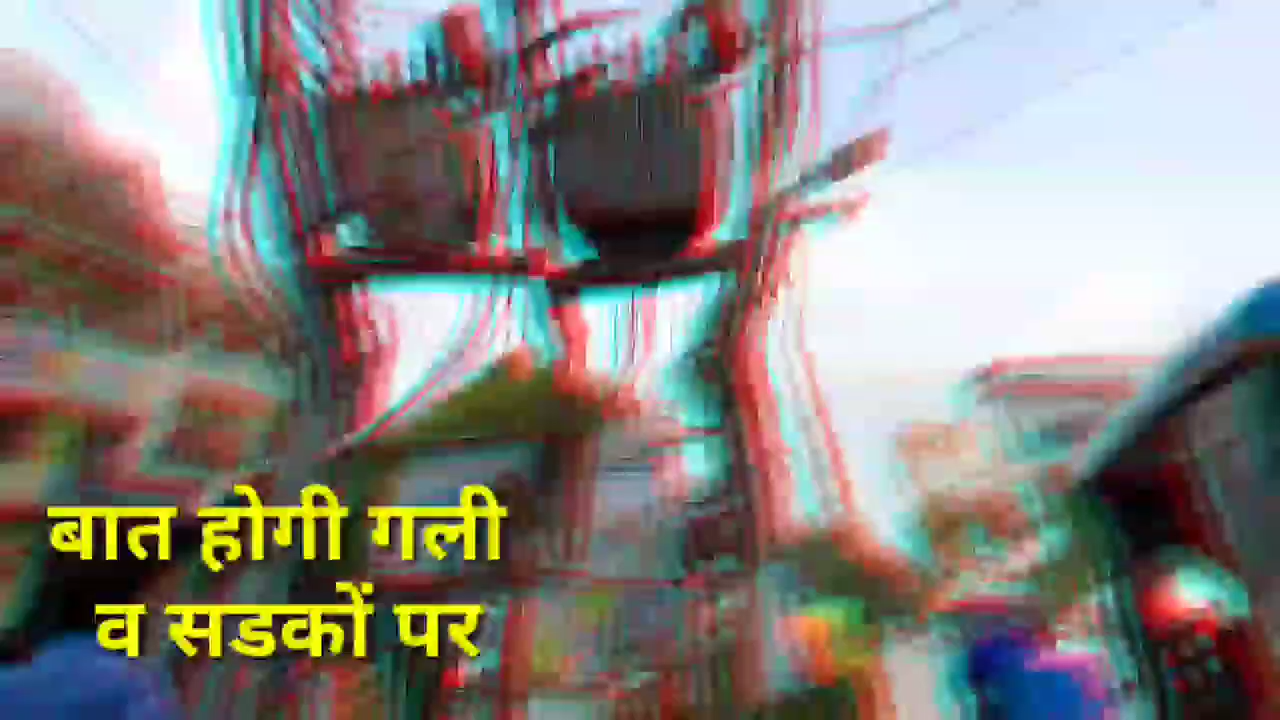 बात होगी गली
व सडकों पर